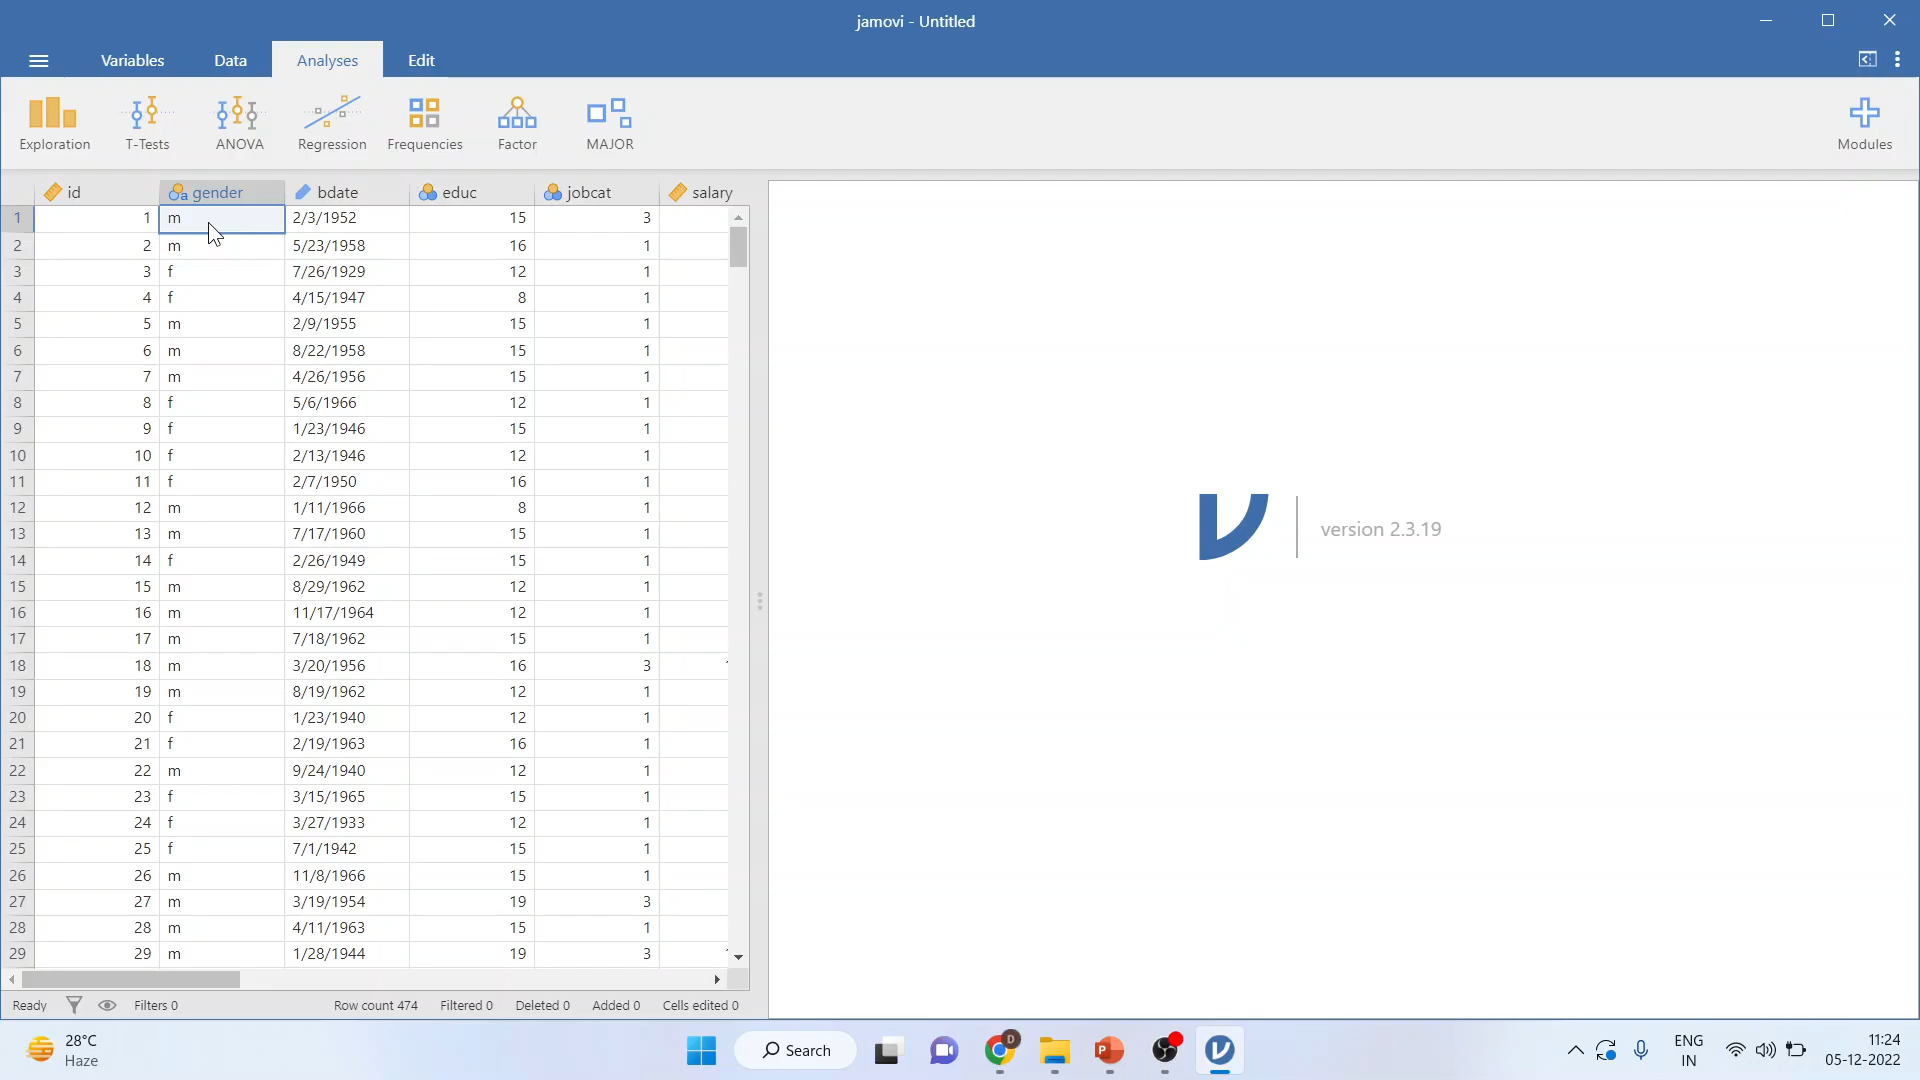 jamovi - Untitled
Variables Data Analyses Edit
Exploration T-Tests ANOVA Regression Frequencies Factor MAJOR Modules
id gender bdate educ jobcat salary
1 1 m 2/3/1952 15 3
2 2 m 5/23/1958 16 1
3 3 f 7/26/1929 12 1
4 4 f 4/15/1947 8 1
5 5 m 2/9/1955 15 1
6 6 m 8/22/1958 15 1
7 7 m 4/26/1956 15 1
8 8 f 5/6/1966 12 1
9 9 f 1/23/1946 15 1
10 10 f 2/13/1946 12 1
11 11 f 2/7/1950 16 1
12 12 m 1/11/1966 8 1
13 13 m 7/17/1960 15 1
14 14 f 2/26/1949 15 1
15 15 m 8/29/1962 12 1
16 16 m 11/17/1964 12 1
17 17 m 7/18/1962 15 1
18 18 m 3/20/1956 16 3
19 19 m 8/19/1962 12 1
20 20 f 1/23/1940 12 1
21 21 f 2/19/1963 16 1
22 22 m 9/24/1940 12 1
23 23 f 3/15/1965 15 1
24 24 f 3/27/1933 12 1
25 25 f 7/1/1942 15 1
26 26 m 11/8/1966 15 1
27 27 m 3/19/1954 19 3
28 28 m 4/11/1963 15 1
29 29 m 1/28/1944 19 3
version 2.3.19
Ready Filters 0 Row count 474 Filtered 0 Deleted 0 Added 0 Cells edited 0
28°C
Haze
Search
D
ENG
IN
11:24
05-12-2022